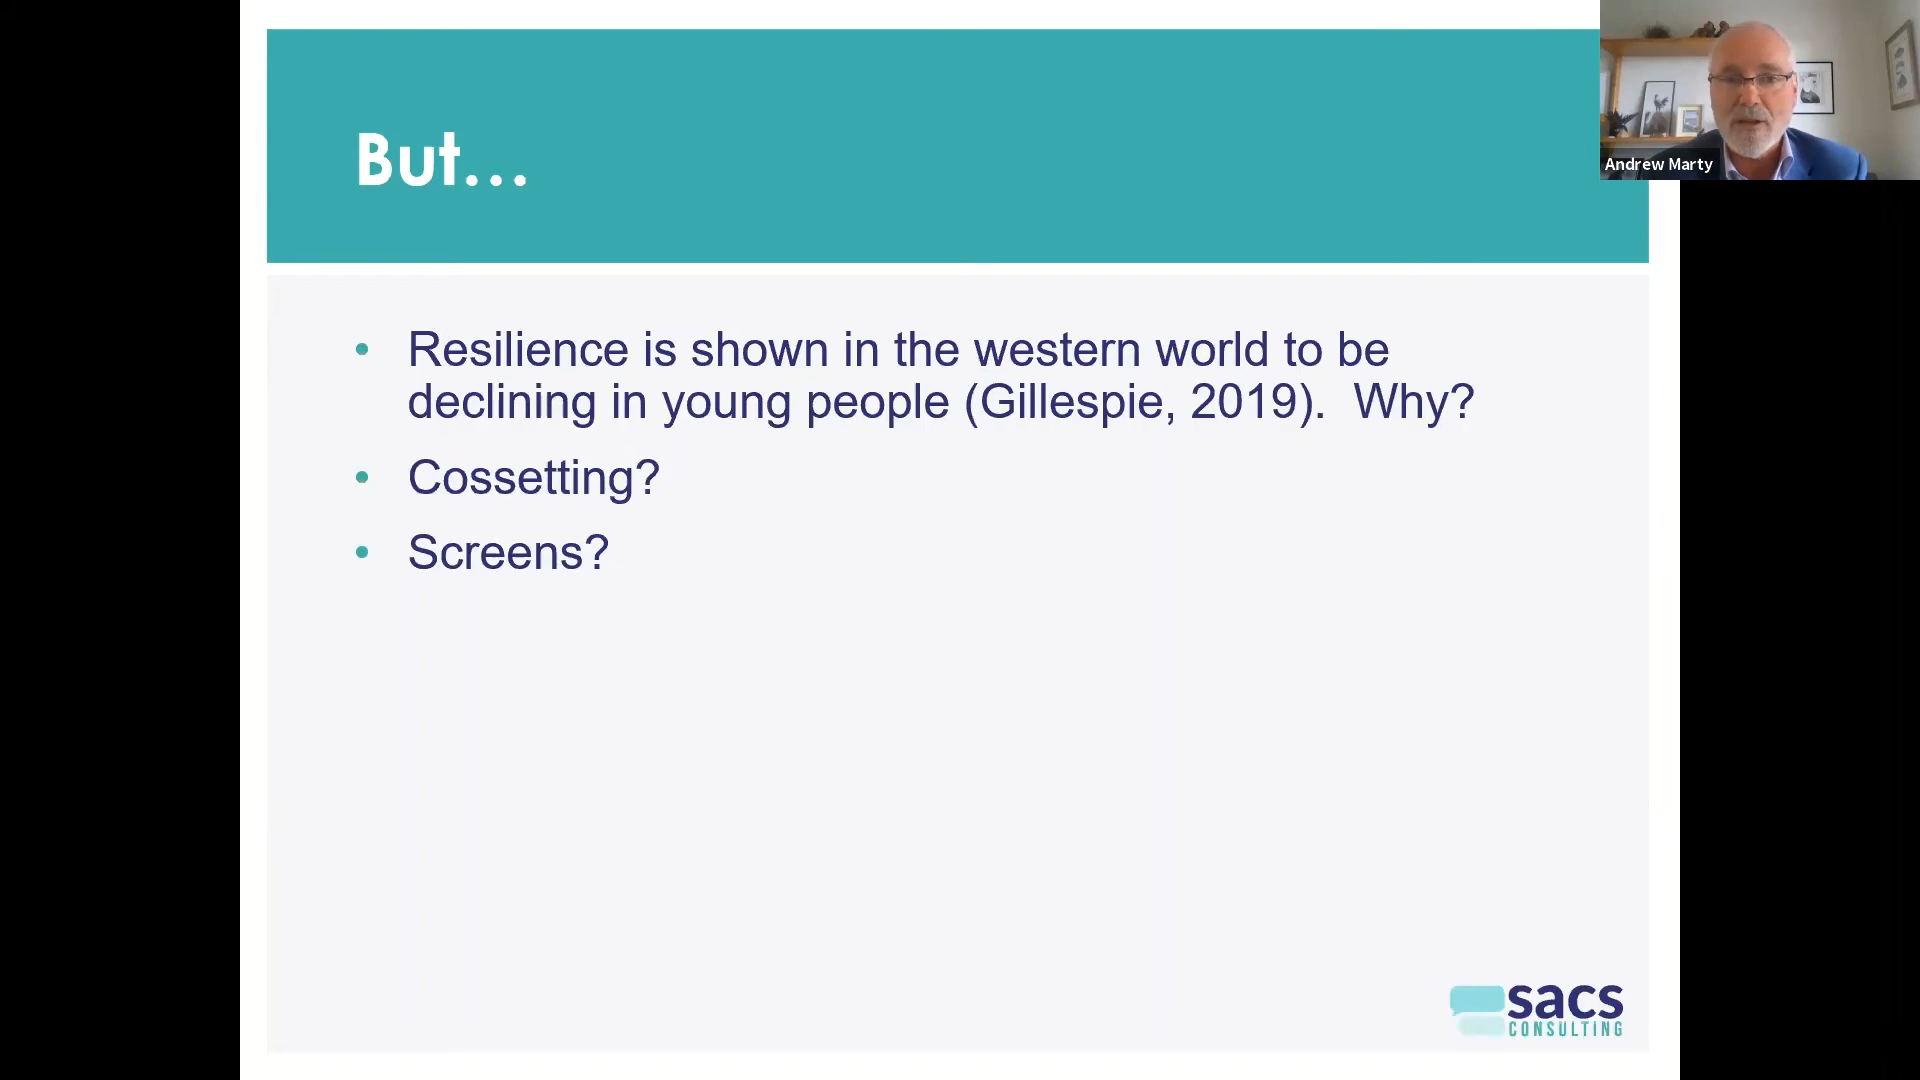 But...
Andrew Marty
• Resilience is shown in the western world to be
declining in young people (Gillespie, 2019).  Why?
• Cossetting?
• Screens?
sacs
CONSULTING